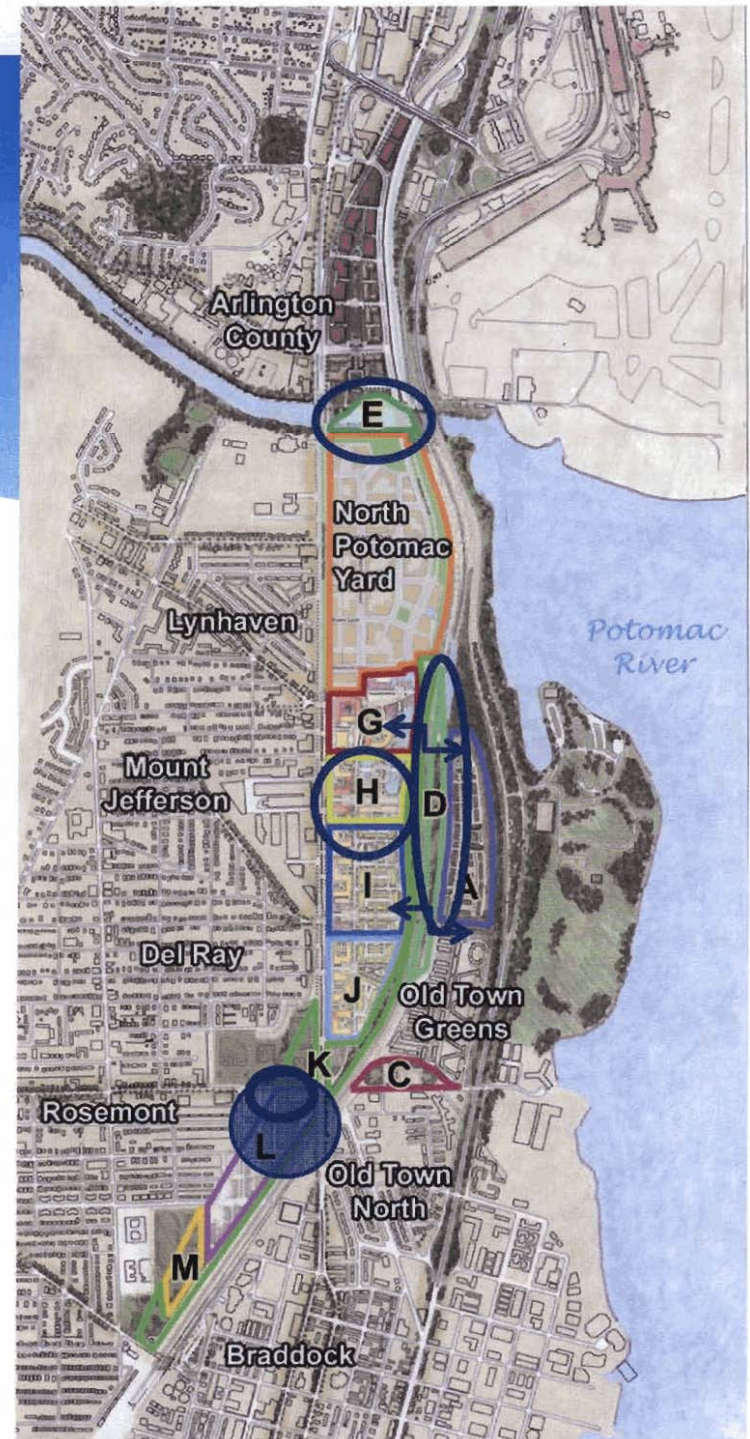 Arlington
County
E
North
Potomac
Yard
Lynhaven
Potomac
River
G
Mount
Jefferson
H
D
I
A
Del Ray
J
Old Town
Greens
K
C
Rosemont
L
Old Town
North
M
Braddock